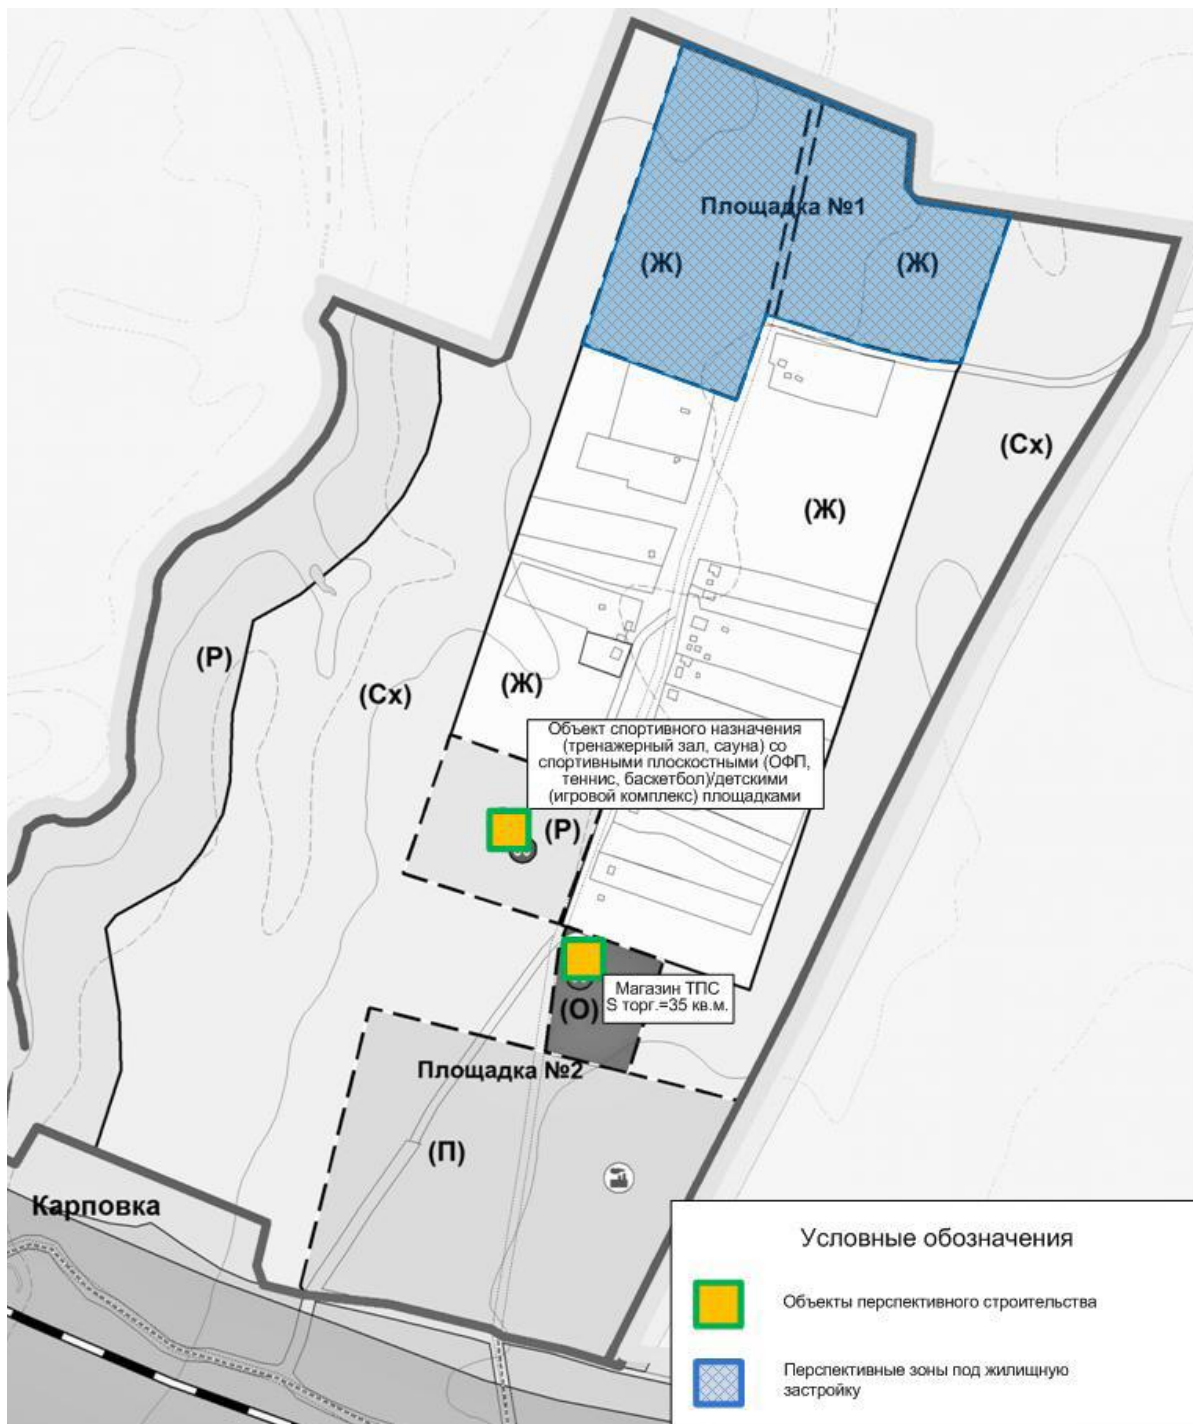 Площадка №1
(Ж)
(Ж)
(Сх)
(Ж)
(Р)
(Сх)
(Ж)
Объект спортивного назначения
(тренажерный зал, сауна) со
спортивными плоскостными (ОФП,
теннис, баскетбол)/детскими
(игровой комплекс) площадками
(Р)
Магазин ТПС
S торг.=35 кв.м.
(О)
Площадка №2
(П)
Карповка
Условные обозначения
Объекты перспективного строительства
Перспективные зоны под жилищную
застройку